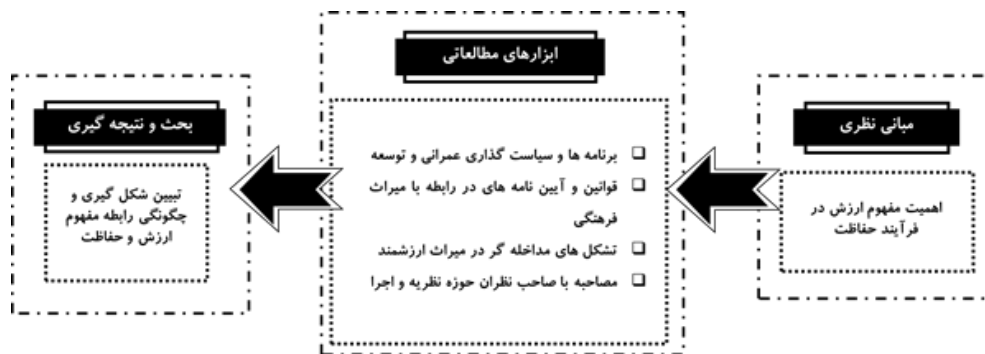 مبانی نظری
اهمیت مفهوم ارزش در
فرآیند حفاظت
ابزارهای مطالعاتی
برنامه ها و سیاست گذاری عمرانی و توسعه
قوانین و آیین نامه های در رابطه با میراث
فرهنگی
تشکل های مداخله گر در میراث ارزشمند
مصاحبه با صاحب نظران حوزه نظریه و اجرا
بحث و نتیجه گیری
تبیین شکل گیری و
چگونگی رابطه مفهوم
ارزش و حفاظت